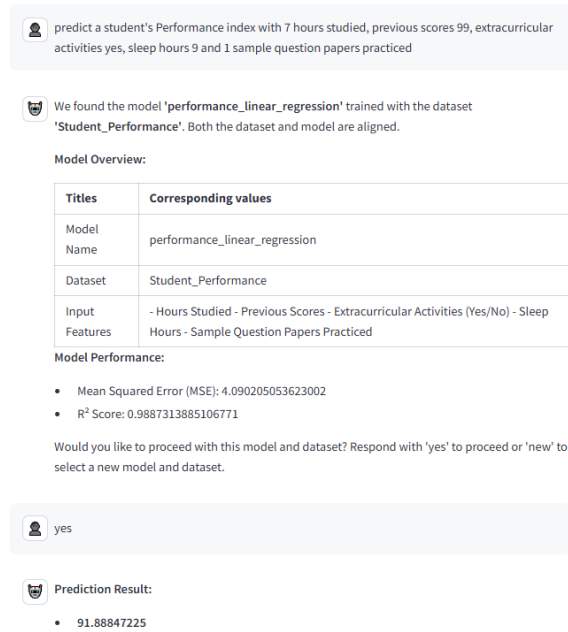 predict a student's Performance index with 7 hours studied, previous scores 99, extracurricular
activities yes, sleep hours 9 and 1 sample question papers practiced
We found the model 'performance_linear_regression' trained with the dataset
'Student_Performance'. Both the dataset and model are aligned.
Model Overview:
Titles Corresponding values
Model
Name
performance_linear_regression
Dataset Student_Performance
Input
Features
- Hours Studied - Previous Scores - Extracurricular Activities (Yes/No) - Sleep
Hours - Sample Question Papers Practiced
Model Performance:
• Mean Squared Error (MSE): 4.090205053623002
• R² Score: 0.9887313885106771
Would you like to proceed with this model and dataset? Respond with 'yes' to proceed or 'new' to
select a new model and dataset.
yes
Prediction Result:
• 91.88847225